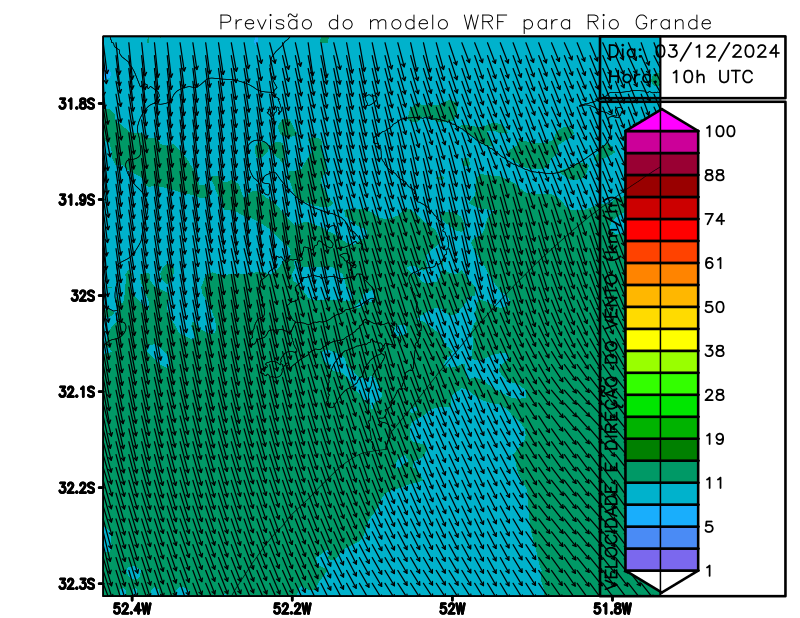 Previsão do modelo WRF para Rio Grande
Dia: 03/12/2024
Hora: 10h UTC
31.8S
31.9S
32S
32.1S
32.2S
32.3S
52.4W
52.2W
52W
51.8W
VELOCIDADE E DIREÇÃO DO VENTO (km/h)
100
88
74
61
50
38
28
19
11
5
1